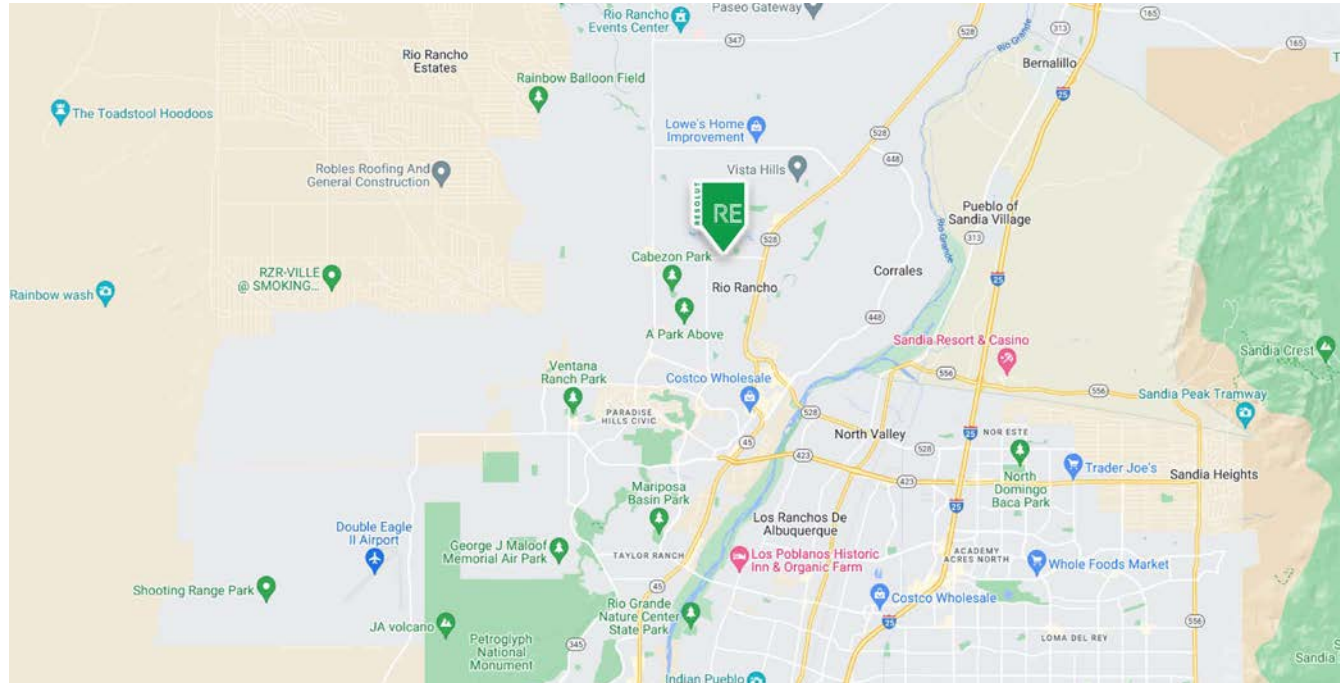 Rio Rancho
Events Center
Paseo Gateway
347
528
Rio Grande
313
165
165
Bernalillo
25
Rio Rancho
Estates
Rainbow Balloon Field
The Toadstool Hoodoos
Lowe's Home
Improvement
528
448
Robles Roofing And
General Construction
Vista Hills
RESOLUT
RE
Pueblo of
Sandia Village
Rio Grande
313
528
Cabezon Park
Corrales
25
RZR-VILLE
@ SMOKING...
Rainbow wash
Rio Rancho
A Park Above
448
Sandia Resort & Casino
Sandia Crest
Ventana
Ranch Park
Costco Wholesale
556
556
Sandia Peak Tramway
PARADISE
HILLS CIVIC
528
North Valley
25
NOR ESTE
45
528
423
Trader Joe's
Sandia Heights
423
North
Domingo
Baca Park
Mariposa
Basin Park
25
Los Ranchos De
Albuquerque
Double Eagle
II Airport
George J Maloof
Memorial Air Park
TAYLOR RANCH
Los Poblanos Historic
Inn & Organic Farm
ACADEMY
ACRES NORTH
Whole Foods Market
Shooting Range Park
45
Costco Wholesale
Rio Grande
Nature Center
State Park
JA volcano
556
Petroglyph
National
Monument
345
LOMA DEL REY
Sandia
Indian Pueblo